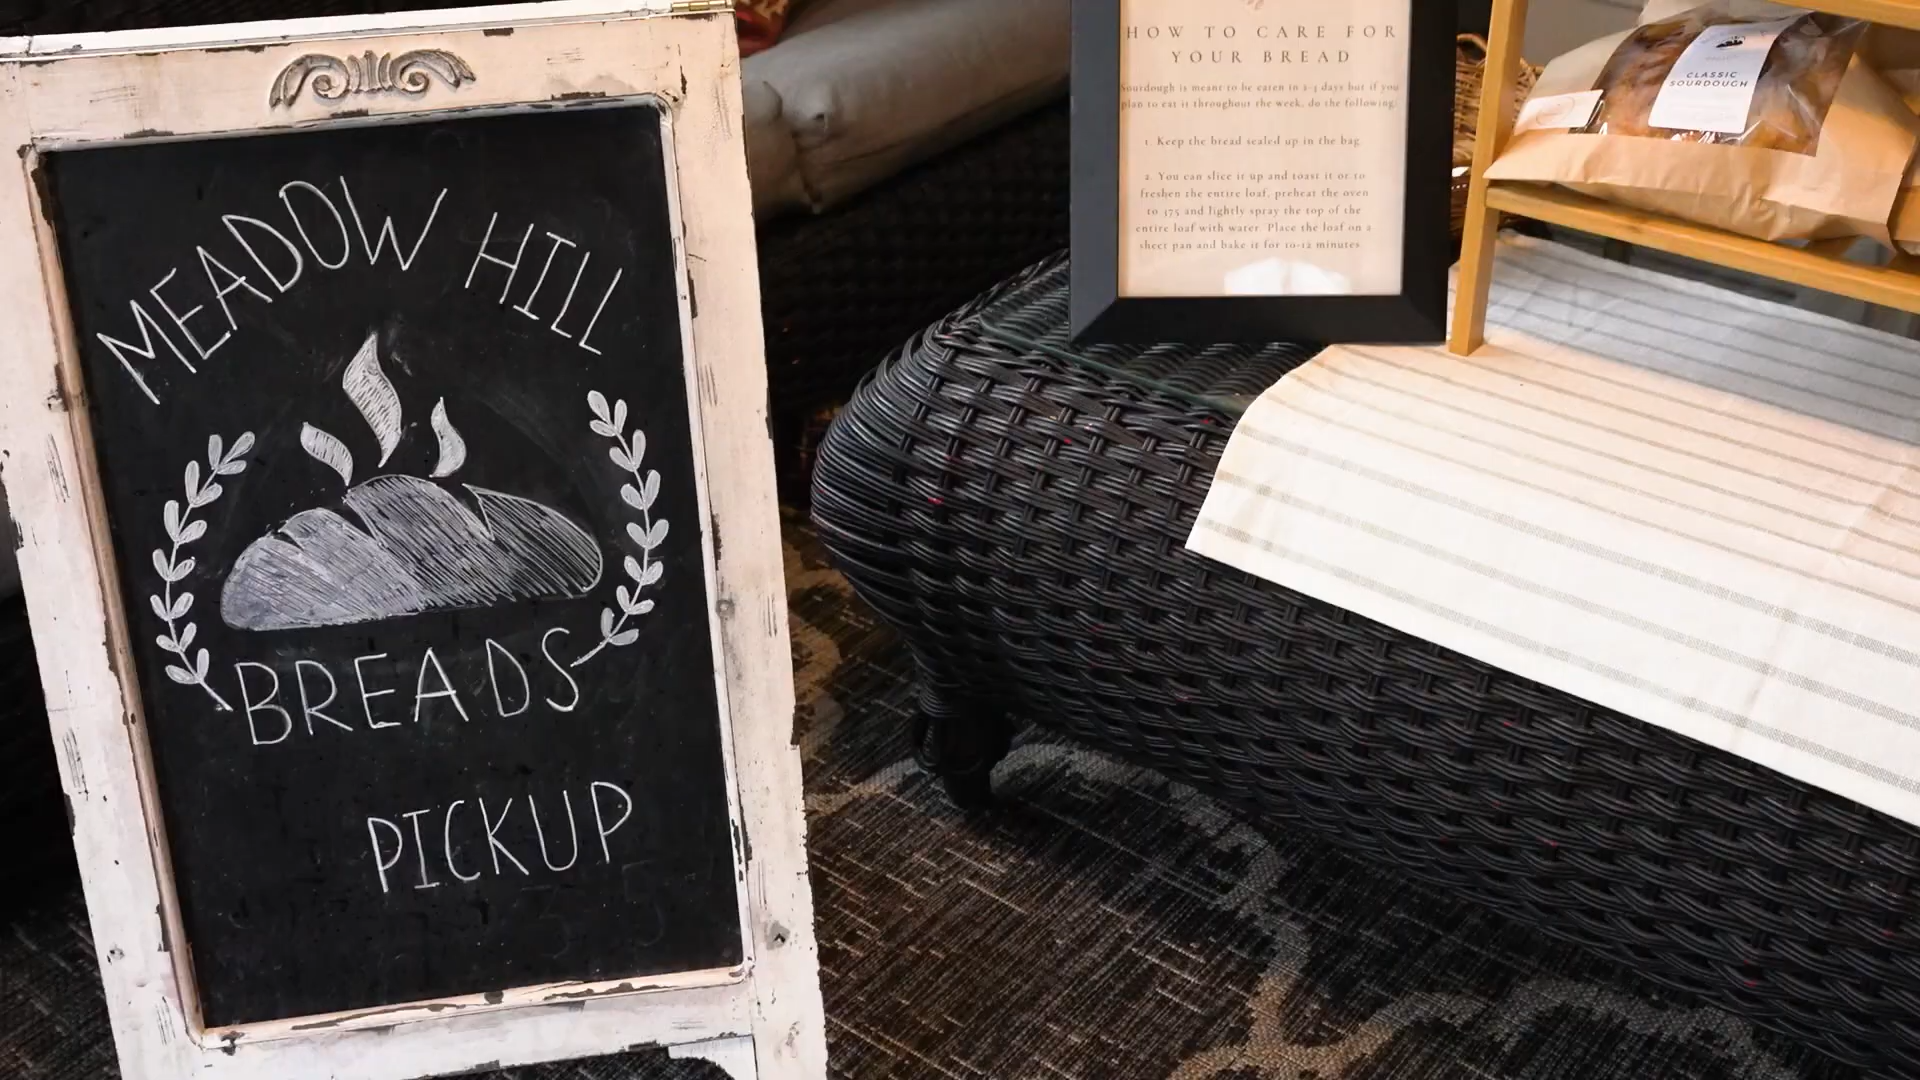 MEADOW HILL
BREADS
PICKUP
HOW TO CARE FOR
YOUR BREAD
Sourdough is meant to be eaten in 2-3 days but if you
plan to eat it throughout the week, do the following:
1. Keep the bread sealed up in the bag.
2. You can slice it up and toast it or to
freshen the entire loaf, preheat the oven
to 375 and lightly spray the top of the
entire loaf with water. Place the loaf on a
sheet pan and bake it for 10-12 minutes.
CLASSIC
SOURDOUGH